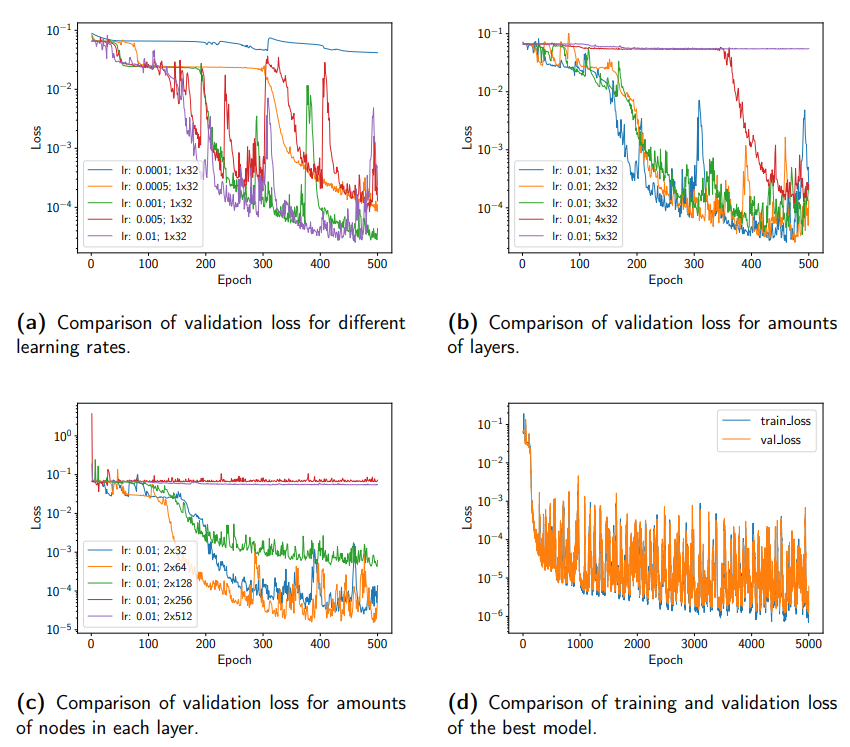 10⁻¹
10⁻²
10⁻³
10⁻⁴
Loss
lr: 0.0001; 1x32
lr: 0.0005; 1x32
lr: 0.001; 1x32
lr: 0.005; 1x32
lr: 0.01; 1x32
0 100 200 300 400 500
Epoch
(a) Comparison of validation loss for different
learning rates.
10⁻¹
10⁻²
10⁻³
10⁻⁴
Loss
lr: 0.01; 1x32
lr: 0.01; 2x32
lr: 0.01; 3x32
lr: 0.01; 4x32
lr: 0.01; 5x32
0 100 200 300 400 500
Epoch
(b) Comparison of validation loss for amounts
of layers.
10⁰
10⁻¹
10⁻²
10⁻³
10⁻⁴
10⁻⁵
Loss
lr: 0.01; 2x32
lr: 0.01; 2x64
lr: 0.01; 2x128
lr: 0.01; 2x256
lr: 0.01; 2x512
0 100 200 300 400 500
Epoch
(c) Comparison of validation loss for amounts
of nodes in each layer.
10⁻¹
10⁻²
10⁻³
10⁻⁴
10⁻⁵
10⁻⁶
Loss
train_loss
val_loss
0 1000 2000 3000 4000 5000
Epoch
(d) Comparison of training and validation loss
of the best model.